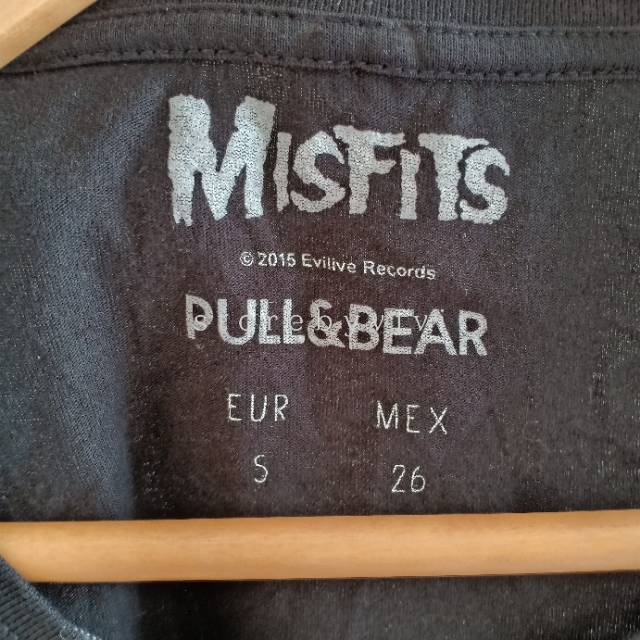 MISFITS
© 2015 Evilive Records
PULL&BEAR
EUR MEX
S 26